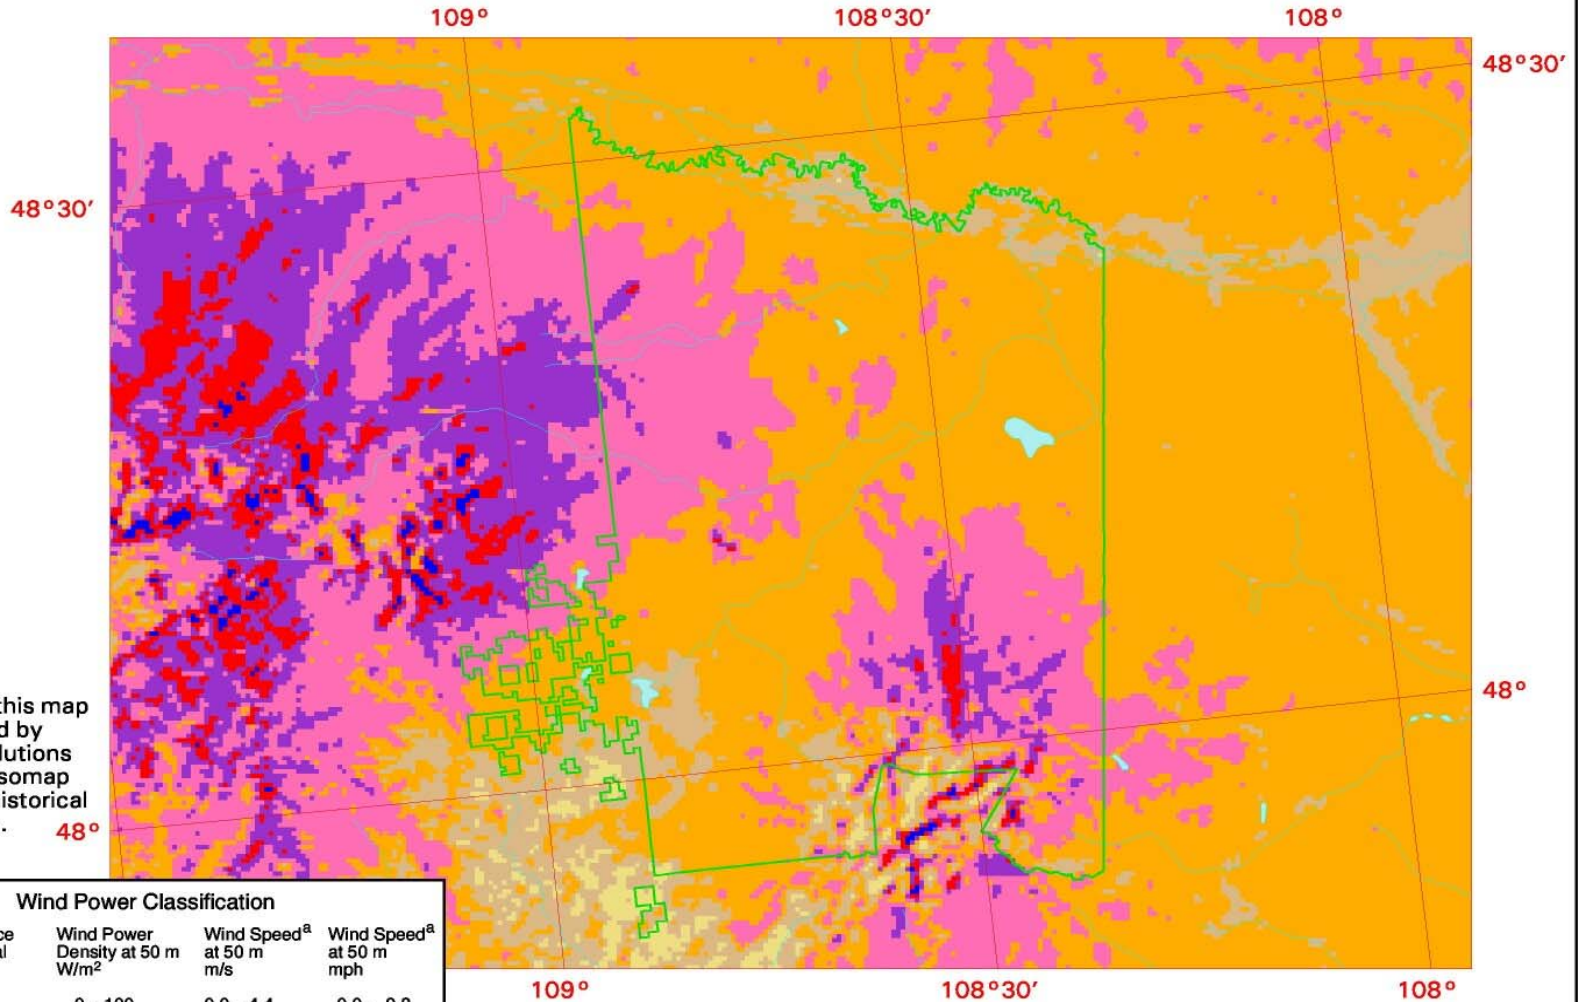 109°
108°30′
108°
48°30′
48°30′
this map
d by
lutions
somap
istorical
.
48°
48°
Wind Power Classification
ce
al
Wind Power
Density at 50 m
W/m²
Wind Speedᵃ
at 50 m
m/s
Wind Speedᵃ
at 50 m
mph
109°
108°30′
108°